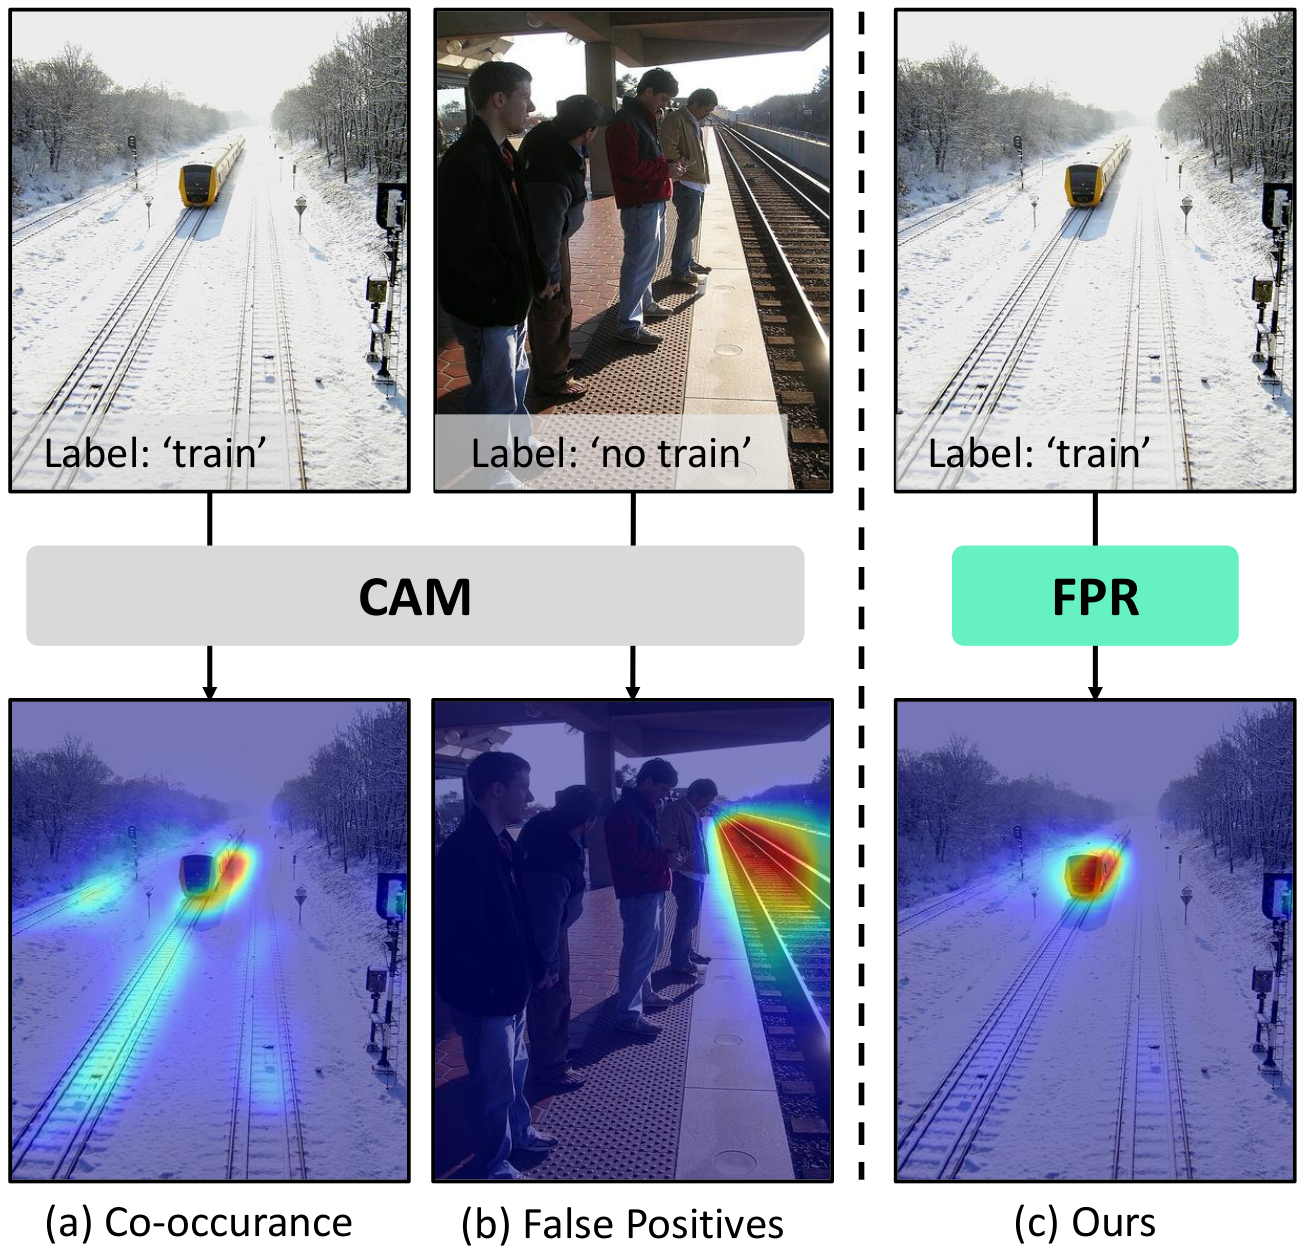 Label: ‘train’
Label: ‘no train’
Label: ‘train’
CAM
FPR
(a) Co-occurance
(b) False Positives
(c) Ours